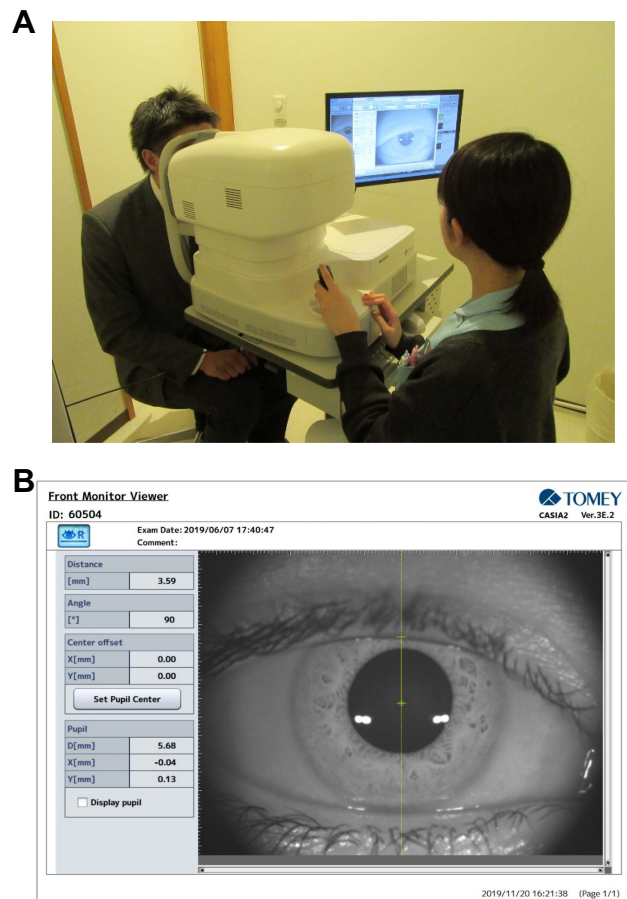 A
B
Front Monitor Viewer
TOMEY
ID: 60504
CASIA2 Ver.3E.2
R
Exam Date: 2019/06/07 17:40:47
Comment:
Distance
[mm] 3.59
Angle
[°] 90
Center offset
X[mm] 0.00
Y[mm] 0.00
Set Pupil Center
Pupil
D[mm] 5.68
X[mm] -0.04
Y[mm] 0.13
Display pupil
2019/11/20 16:21:38 (Page 1/1)